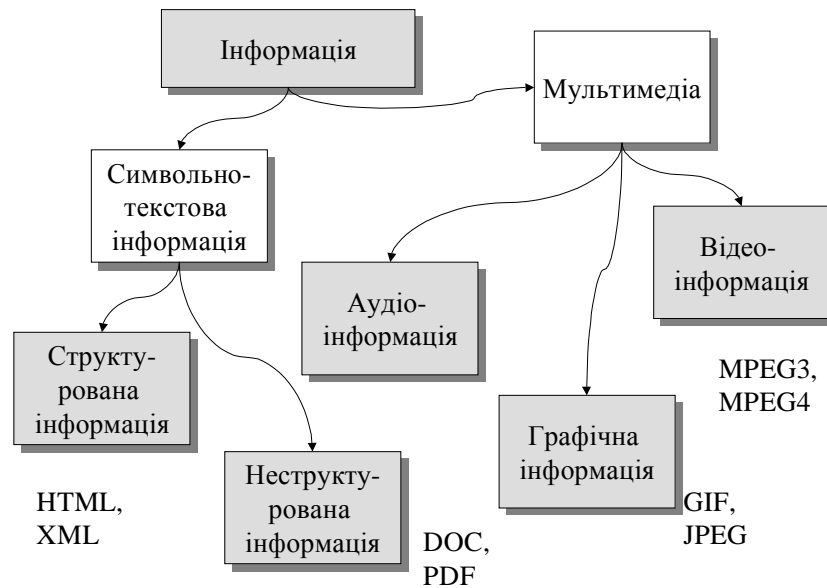 Інформація
Мультимедіа
Символьно-
текстова
інформація
Відео-
інформація
Аудіо-
інформація
Структу-
рована
інформація
MPEG3,
MPEG4
Графічна
інформація
Неструкту-
рована
інформація
HTML,
XML
GIF,
JPEG
DOC,
PDF